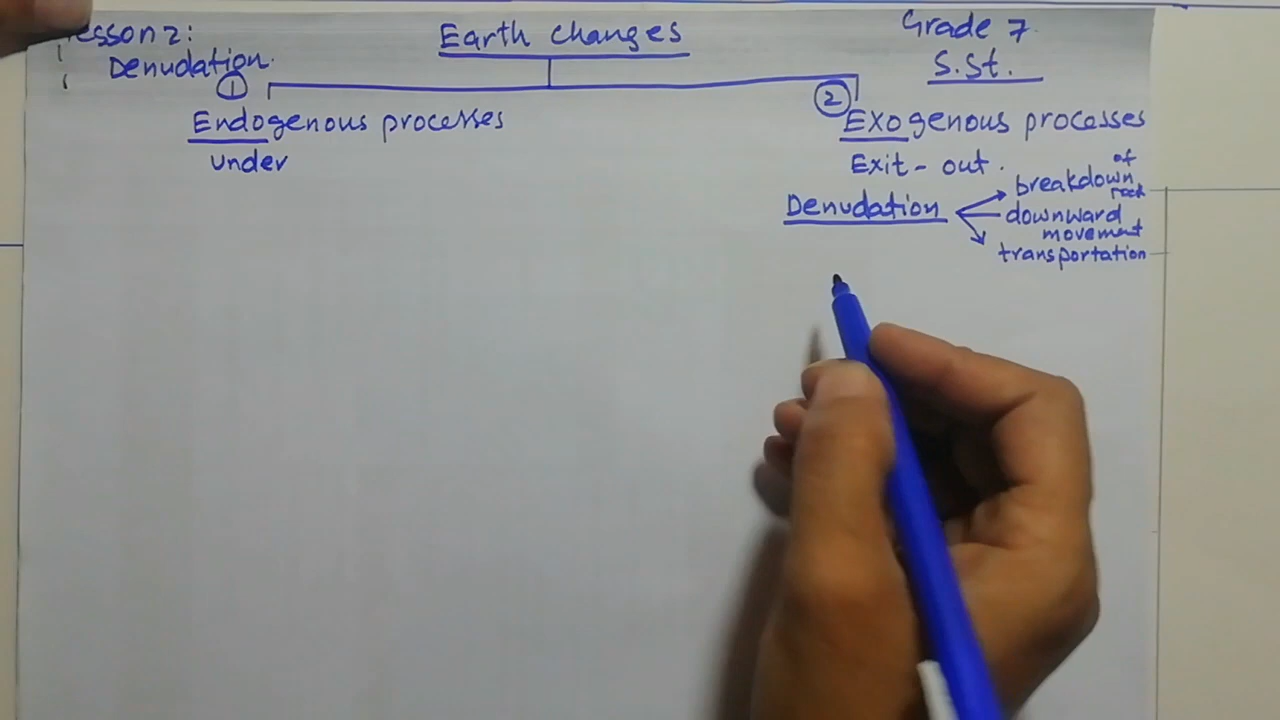 esson 2:
Denudation.
Earth changes
Grade 7
S.St.
1
Endogenous processes
under
2
Exogenous processes
Exit - out.
Denudation
breakdown of rock
downward movement
transportation